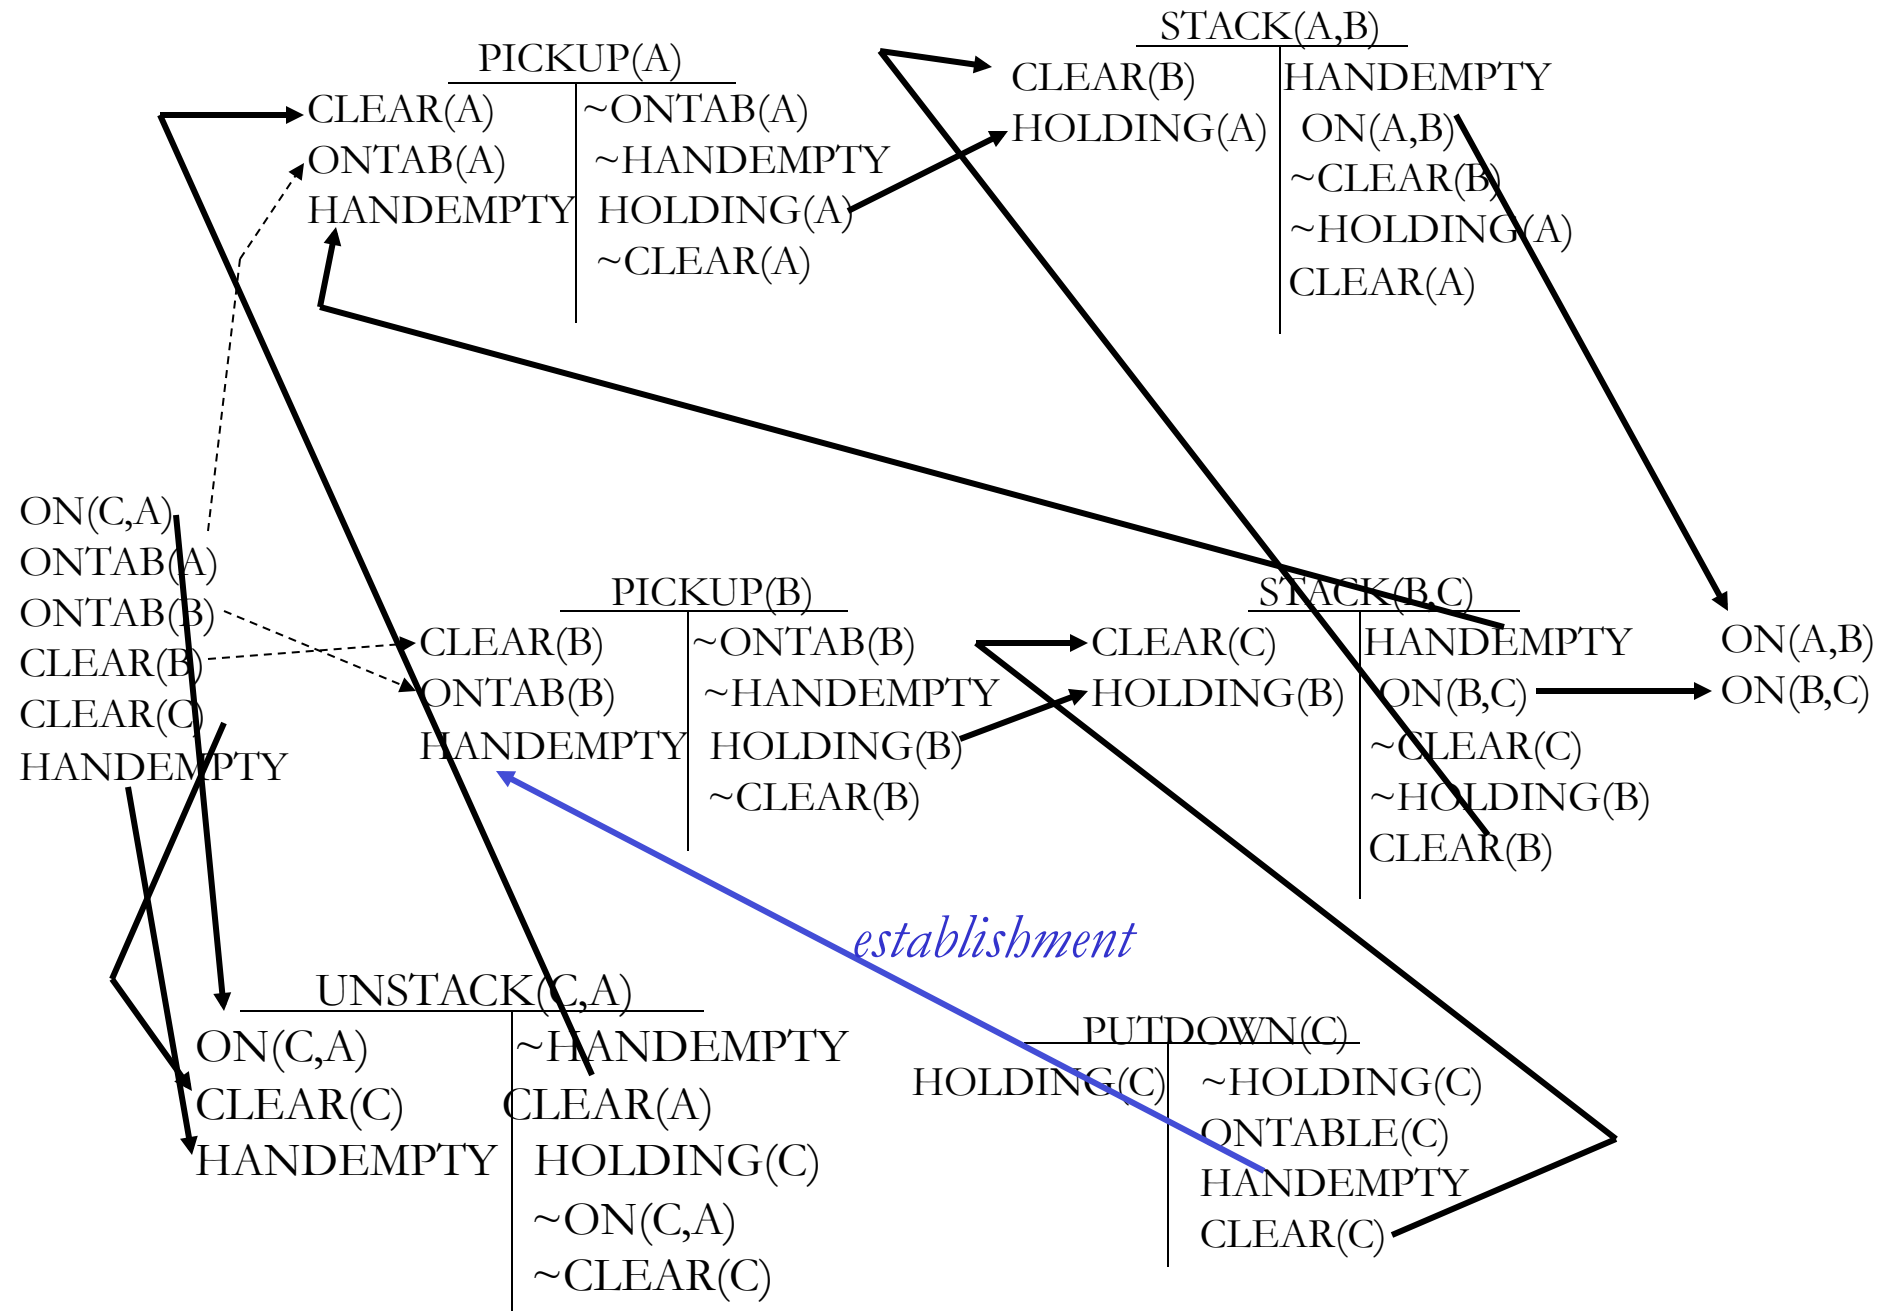 PICKUP(A)
CLEAR(A)
ONTAB(A)
HANDEMPTY
~ONTAB(A)
~HANDEMPTY
HOLDING(A)
~CLEAR(A)
STACK(A,B)
CLEAR(B)
HOLDING(A)
HANDEMPTY
ON(A,B)
~CLEAR(B)
~HOLDING(A)
CLEAR(A)
ON(C,A)
ONTAB(A)
ONTAB(B)
CLEAR(B)
CLEAR(C)
HANDEMPTY
PICKUP(B)
CLEAR(B)
ONTAB(B)
HANDEMPTY
~ONTAB(B)
~HANDEMPTY
HOLDING(B)
~CLEAR(B)
STACK(B,C)
CLEAR(C)
HOLDING(B)
HANDEMPTY
ON(B,C)
~CLEAR(C)
~HOLDING(B)
CLEAR(B)
ON(A,B)
ON(B,C)
establishment
UNSTACK(C,A)
ON(C,A)
CLEAR(C)
HANDEMPTY
~HANDEMPTY
CLEAR(A)
HOLDING(C)
~ON(C,A)
~CLEAR(C)
PUTDOWN(C)
HOLDING(C)
~HOLDING(C)
ONTABLE(C)
HANDEMPTY
CLEAR(C)